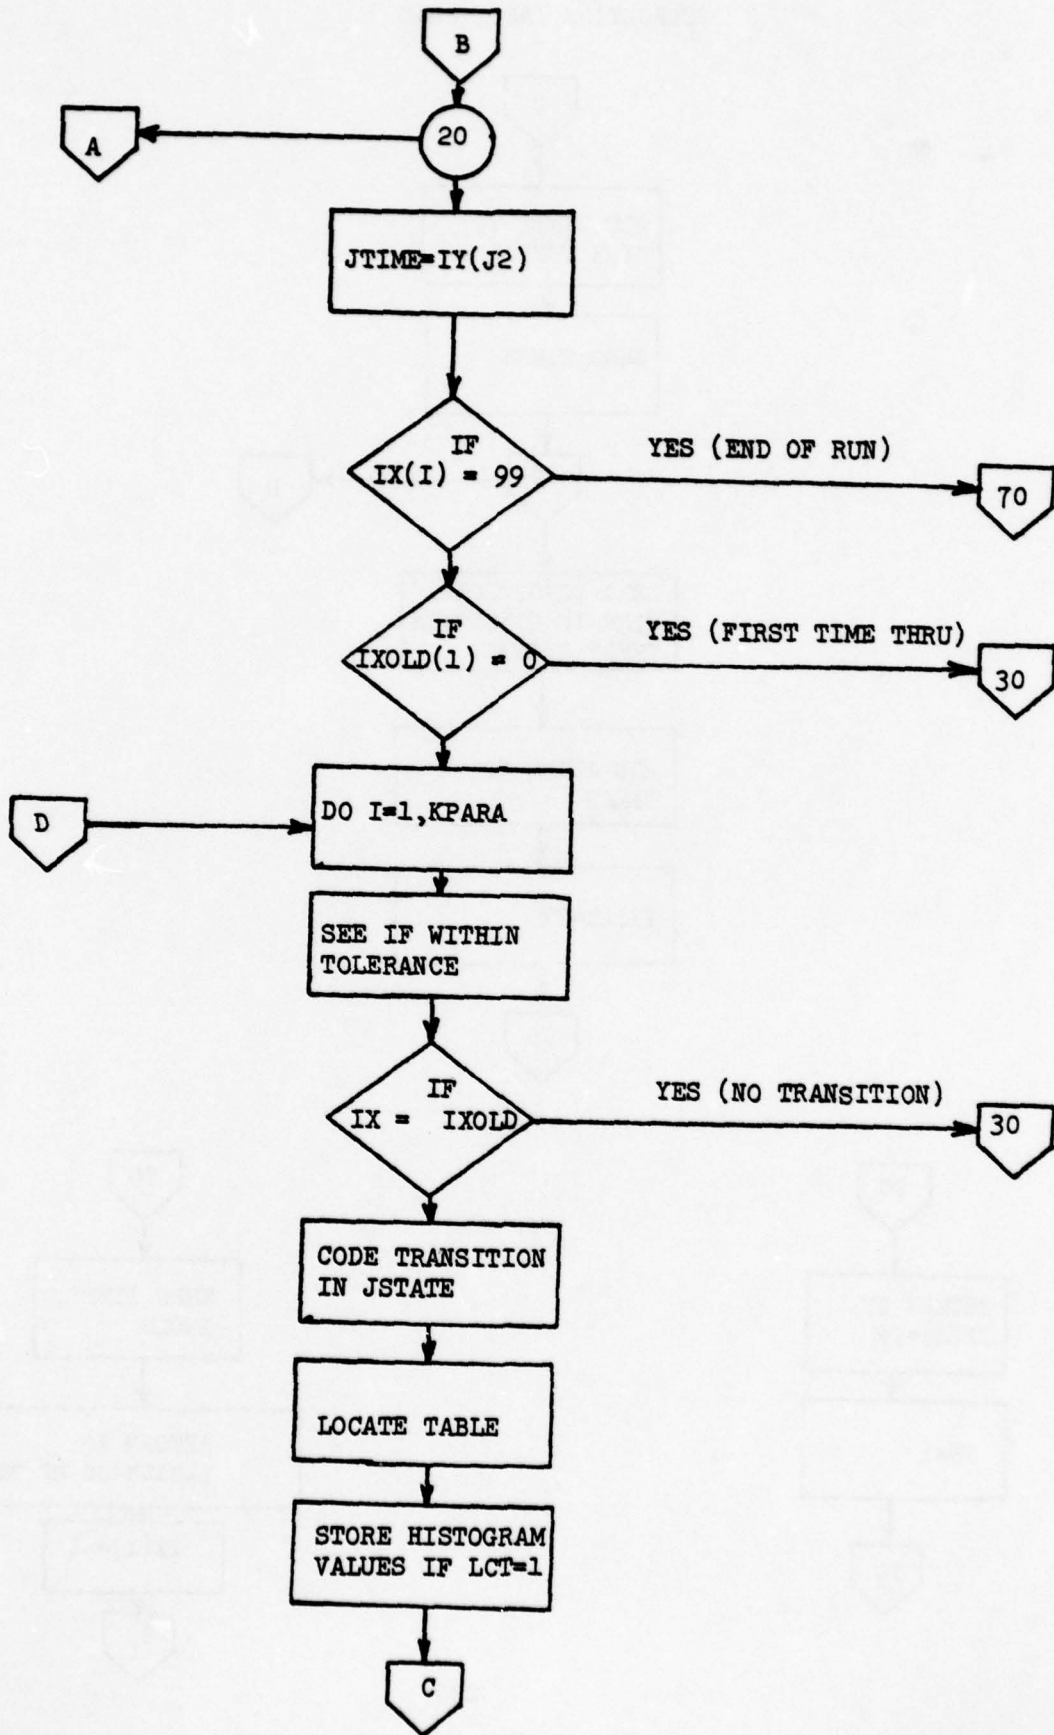 B
A
20
JTIME=IY(J2)
IF
IX(I) = 99
YES (END OF RUN)
70
IF
IXOLD(1) = 0
YES (FIRST TIME THRU)
30
D
DO I=1,KPARA
SEE IF WITHIN
TOLERANCE
IF
IX = IXOLD
YES (NO TRANSITION)
30
CODE TRANSITION
IN JSTATE
LOCATE TABLE
STORE HISTOGRAM
VALUES IF LCT=1
C